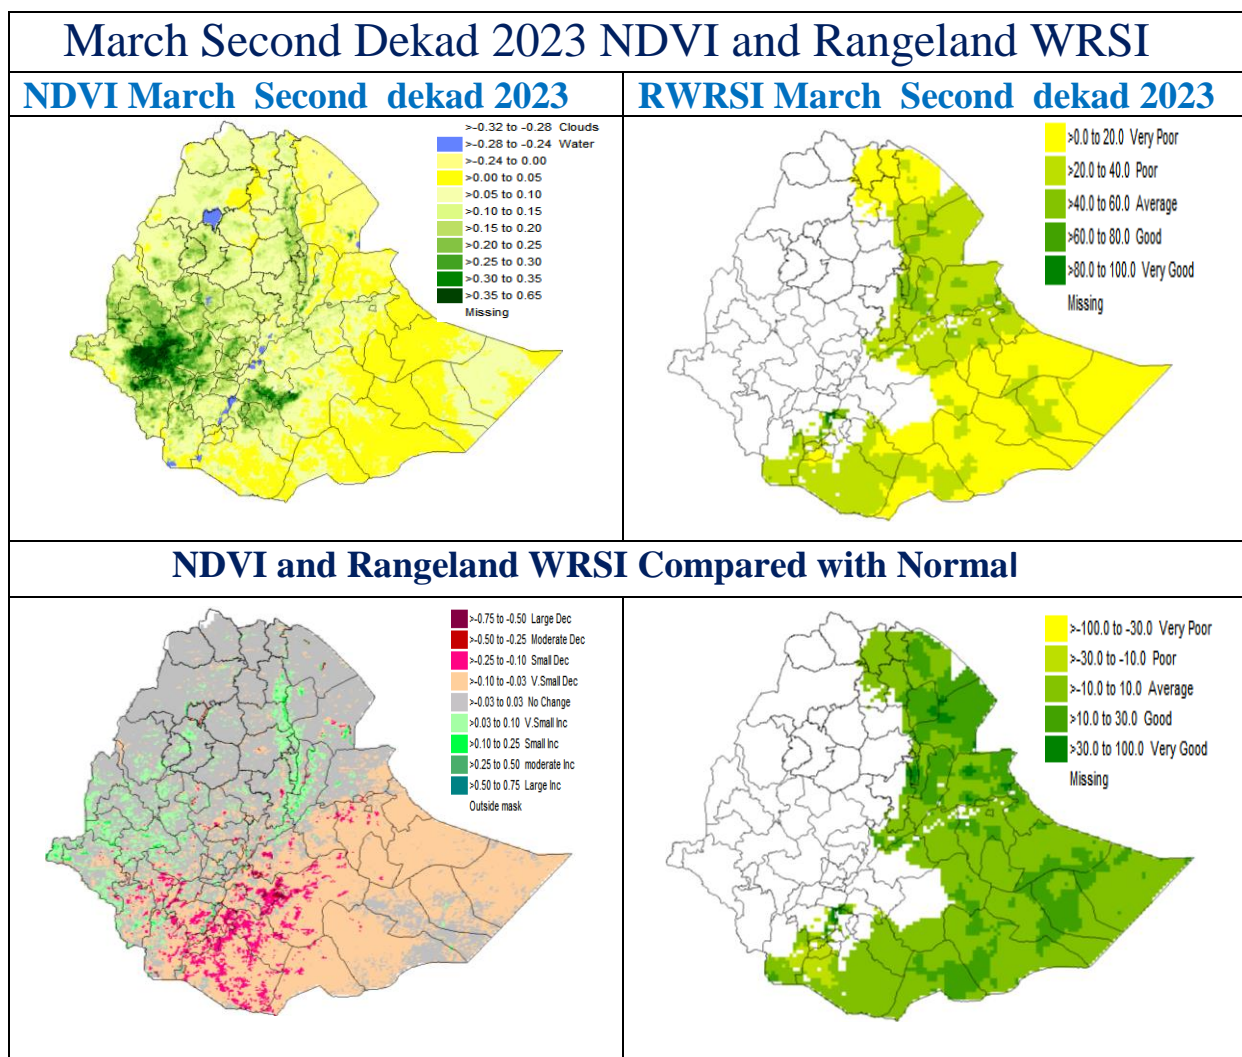 March Second Dekad 2023 NDVI and Rangeland WRSI
NDVI March Second dekad 2023
RWRSI March Second dekad 2023
>-0.32 to -0.28 Clouds
>-0.28 to -0.24 Water
>-0.24 to 0.00
>0.00 to 0.05
>0.05 to 0.10
>0.10 to 0.15
>0.15 to 0.20
>0.20 to 0.25
>0.25 to 0.30
>0.30 to 0.35
>0.35 to 0.65
Missing
>0.0 to 20.0 Very Poor
>20.0 to 40.0 Poor
>40.0 to 60.0 Average
>60.0 to 80.0 Good
>80.0 to 100.0 Very Good
Missing
NDVI and Rangeland WRSI Compared with Normal
>-0.75 to -0.50 Large Dec
>-0.50 to -0.25 Moderate Dec
>-0.25 to -0.10 Small Dec
>-0.10 to -0.03 V.Small Dec
>-0.03 to 0.03 No Change
>0.03 to 0.10 V.Small Inc
>0.10 to 0.25 Small Inc
>0.25 to 0.50 moderate Inc
>0.50 to 0.75 Large Inc
Outside mask
>-100.0 to -30.0 Very Poor
>-30.0 to -10.0 Poor
>-10.0 to 10.0 Average
>10.0 to 30.0 Good
>30.0 to 100.0 Very Good
Missing